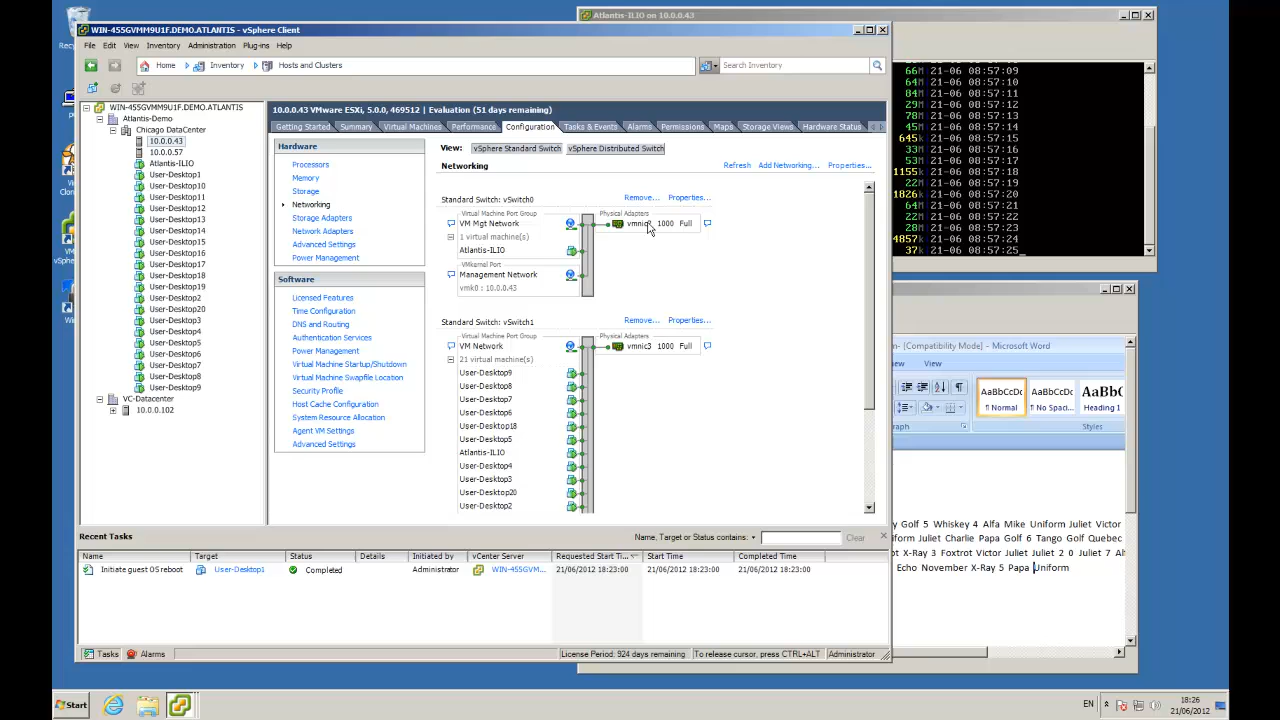 Atlantis-ILIO on 10.0.0.43
WIN-455GVMM9U1F.DEMO.ATLANTIS - vSphere Client
File Edit View Inventory Administration Plug-ins Help
Home Inventory Hosts and Clusters
Search Inventory
WIN-455GVMM9U1F.DEMO.ATLANTIS
Atlantis-Demo
Chicago DataCenter
10.0.0.43
10.0.0.57
Atlantis-ILIO
User-Desktop1
User-Desktop10
User-Desktop11
User-Desktop12
User-Desktop13
User-Desktop14
User-Desktop15
User-Desktop16
User-Desktop17
User-Desktop18
User-Desktop19
User-Desktop2
User-Desktop20
User-Desktop3
User-Desktop4
User-Desktop5
User-Desktop6
User-Desktop7
User-Desktop8
User-Desktop9
VC-Datacenter
10.0.0.102
10.0.0.43 VMware ESXi, 5.0.0, 469512 | Evaluation (51 days remaining)
Getting Started Summary Virtual Machines Performance Configuration Tasks & Events Alarms Permissions Maps Storage Views Hardware Status
Hardware
Processors
Memory
Storage
Networking
Storage Adapters
Network Adapters
Advanced Settings
Power Management
Software
Licensed Features
Time Configuration
DNS and Routing
Authentication Services
Power Management
Virtual Machine Startup/Shutdown
Virtual Machine Swapfile Location
Security Profile
Host Cache Configuration
System Resource Allocation
Agent VM Settings
Advanced Settings
View: vSphere Standard Switch vSphere Distributed Switch
Networking
Refresh Add Networking... Properties...
Standard Switch: vSwitch0 Remove... Properties...
Virtual Machine Port Group Physical Adapters
VM Mgt Network 1000 Full
1 virtual machine(s)
Atlantis-ILIO
VMkernel Port
Management Network
vmk0 : 10.0.0.43
Standard Switch: vSwitch1 Remove... Properties...
Virtual Machine Port Group Physical Adapters
VM Network vmnic3 1000 Full
21 virtual machine(s)
User-Desktop9
User-Desktop8
User-Desktop7
User-Desktop6
User-Desktop18
User-Desktop5
Atlantis-ILIO
User-Desktop4
User-Desktop3
User-Desktop20
User-Desktop2
66M|21-06 08:57:09
70M|21-06 08:57:10
84M|21-06 08:57:11
29M|21-06 08:57:12
78M|21-06 08:57:13
45M|21-06 08:57:14
645k|21-06 08:57:15
33M|21-06 08:57:16
53M|21-06 08:57:17
1155k|21-06 08:57:18
22M|21-06 08:57:19
1826k|21-06 08:57:20
16M|21-06 08:57:21
19M|21-06 08:57:22
22M|21-06 08:57:23
4857k|21-06 08:57:24
37k|21-06 08:57:25
- [Compatibility Mode] - Microsoft Word
View
AaBbCcDc AaBbCcDc AaBbC
¶ Normal ¶ No Spaci... Heading 1
graph Styles
y Golf 5 Whiskey 4 Alfa Mike Uniform Juliet Victor
iform Juliet Charlie Papa Golf 6 Tango Golf Quebec
t X-Ray 3 Foxtrot Victor Juliet Juliet 2 0 Juliet 7 Alf
Echo November X-Ray 5 Papa Uniform
Recent Tasks
Name, Target or Status contains: Clear
Name Target Status Details Initiated by vCenter Server Requested Start Ti... Start Time Completed Time
Initiate guest OS reboot User-Desktop1 Completed Administrator WIN-455GVM... 21/06/2012 18:23:00 21/06/2012 18:23:00 21/06/2012 18:23:00
Tasks Alarms License Period: 924 days remaining To release cursor, press CTRL+ALT Administrator
Start
EN 18:26
21/06/2012